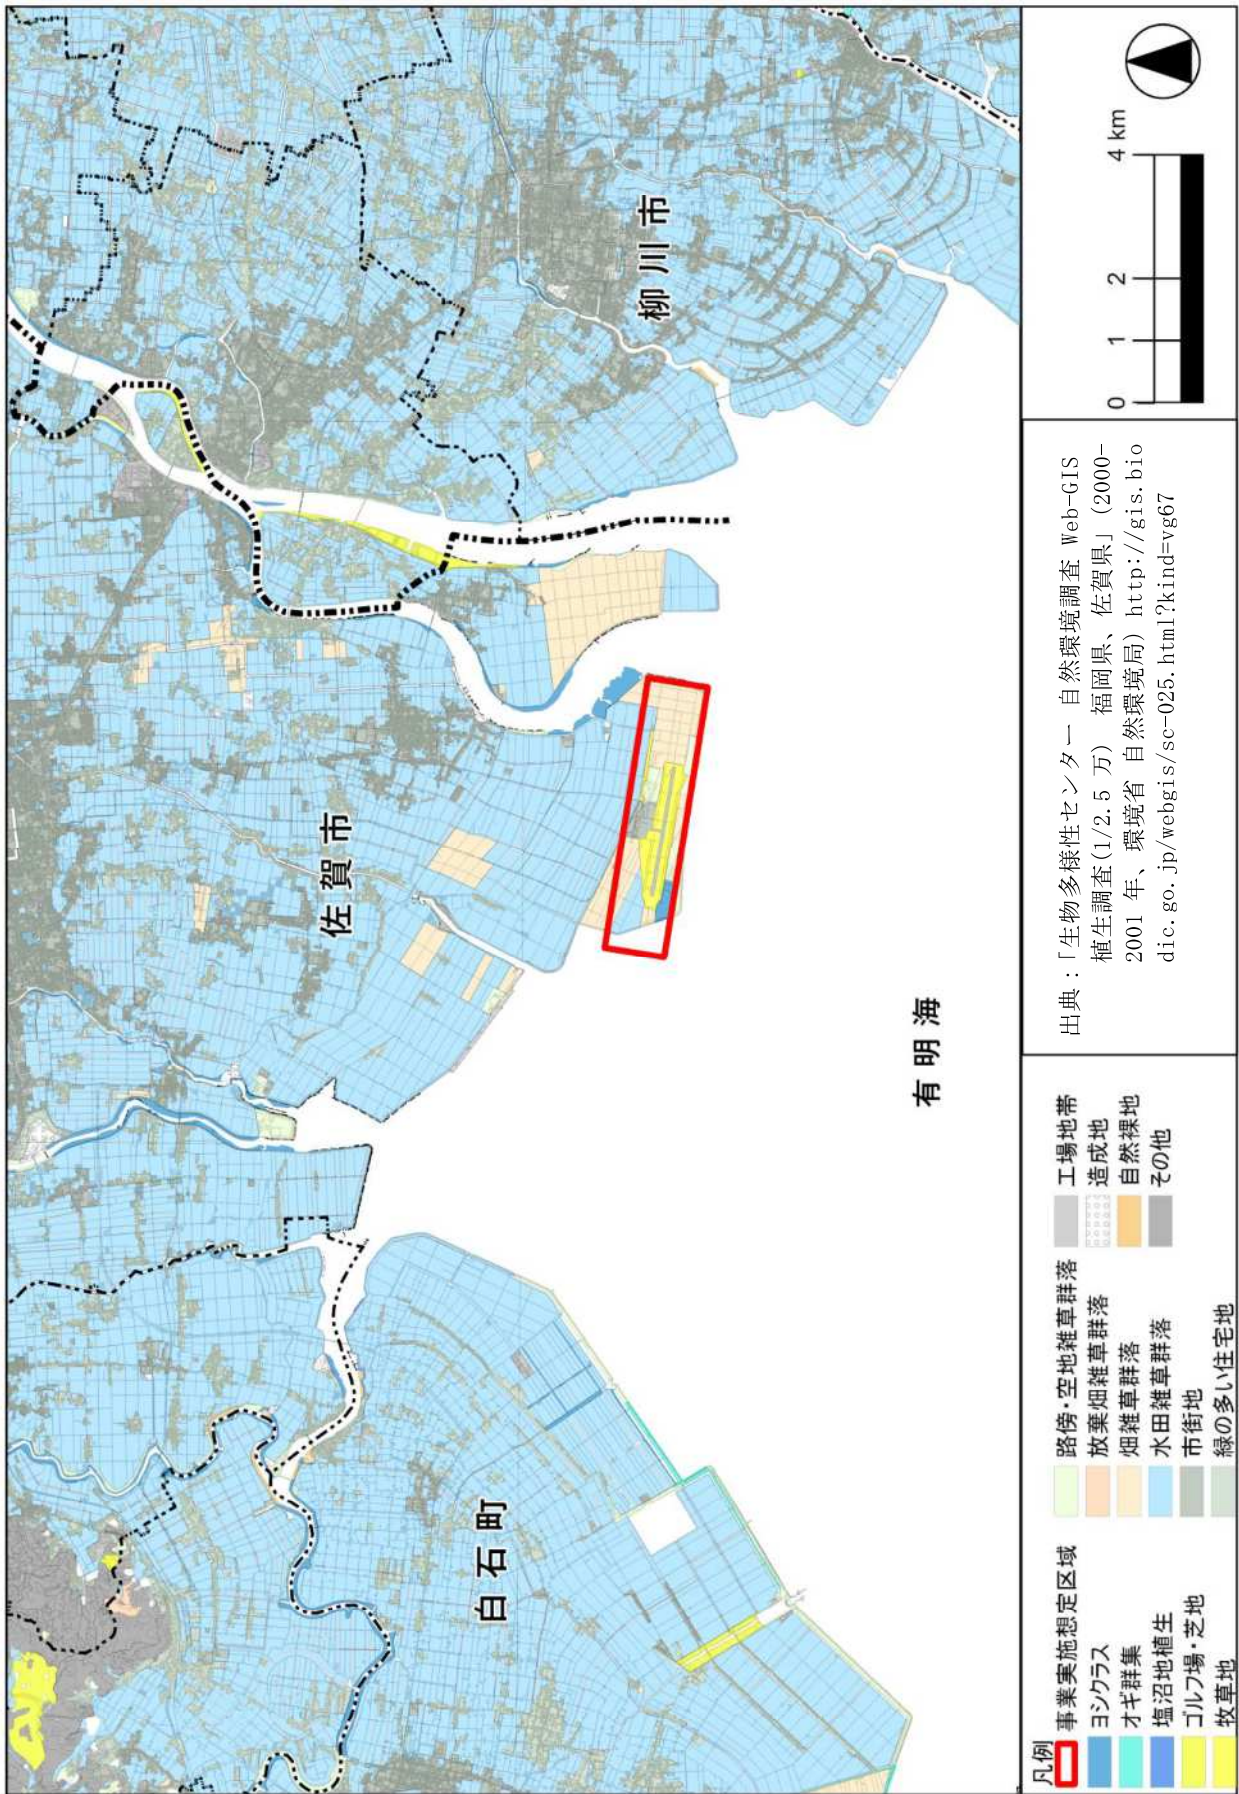 柳川市
佐賀市
白石町
有明海
凡例
事業実施想定区域
ヨシクラス
オギ群集
塩沼地植生
ゴルフ場・芝地
牧草地
路傍・空地雑草群落
放棄畑雑草群落
畑雑草群落
水田雑草群落
市街地
緑の多い住宅地
工場地帯
造成地
自然裸地
その他
出典：「生物多様性センター 自然環境調査 Web-GIS
植生調査(1/2.5 万) 福岡県、佐賀県」(2000-
2001 年、環境省 自然環境局) http://gis.bio
dic.go.jp/webgis/sc-025.html?kind=vg67
0 1 2 4 km